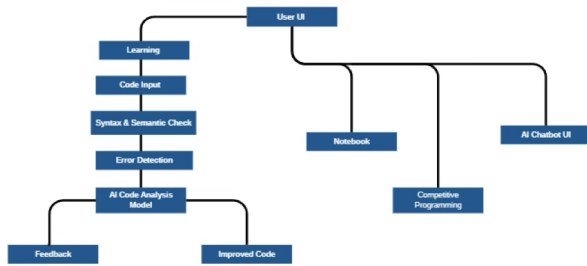 User UI
Learning
Code Input
Syntax & Semantic Check
Error Detection
AI Code Analysis
Model
Feedback
Improved Code
Notebook
Competitive
Programming
AI Chatbot UI